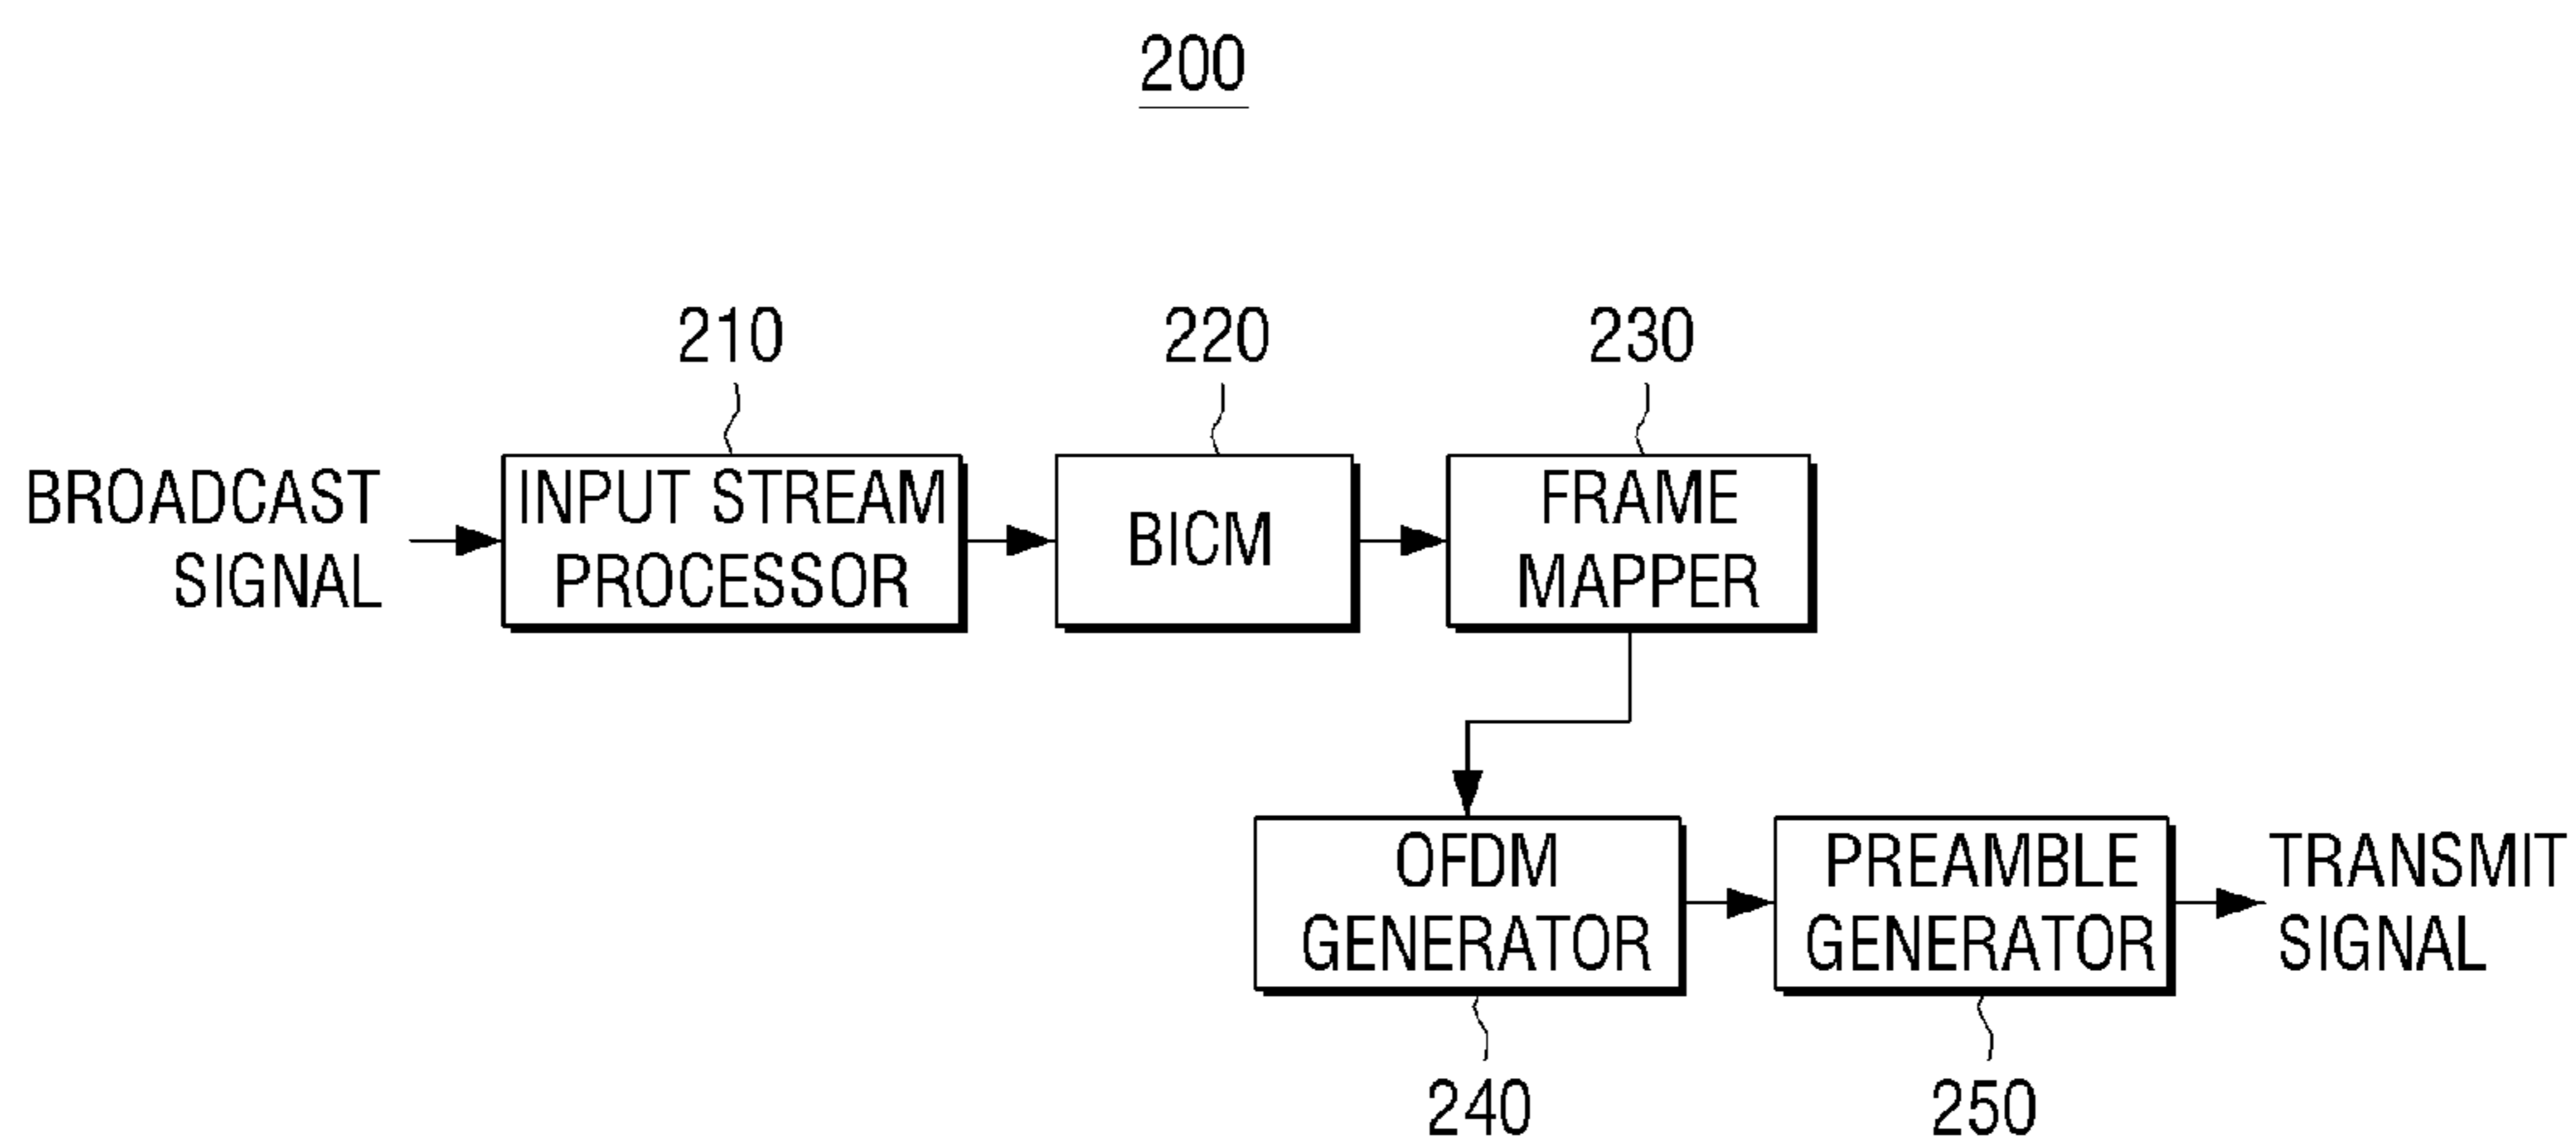 200
210
220
230
BROADCAST
SIGNAL
INPUT STREAM
PROCESSOR
BICM
FRAME
MAPPER
OFDM
GENERATOR
PREAMBLE
GENERATOR
TRANSMIT
SIGNAL
240
250